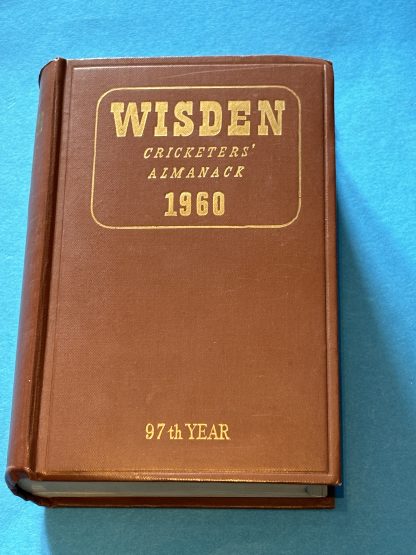 WISDEN
CRICKETERS'
ALMANACK
1960
97th YEAR